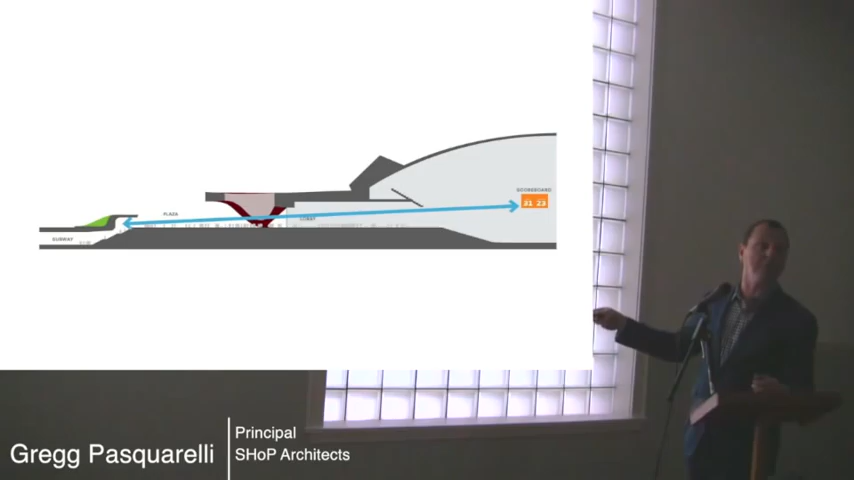 SCOREBOARD
31 23
PLAZA
LOBBY
SUBWAY
Gregg Pasquarelli
Principal
SHoP Architects